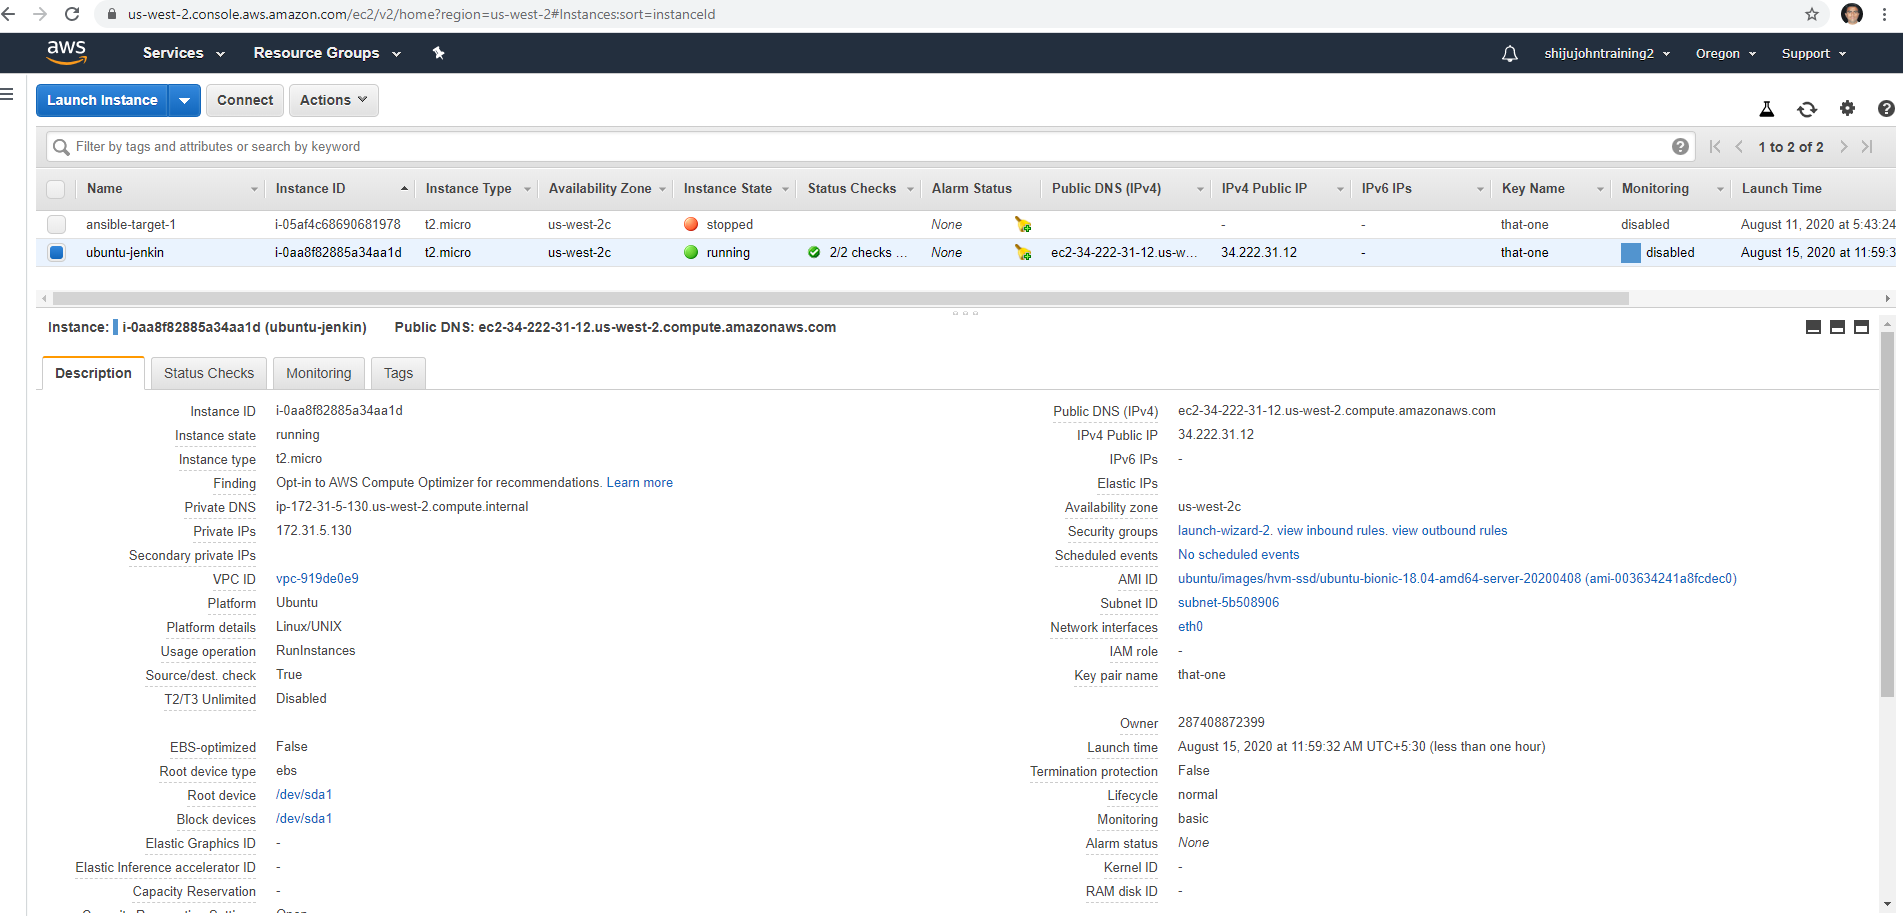 us-west-2.console.aws.amazon.com/ec2/v2/home?region=us-west-2#Instances:sort=instanceId
aws Services Resource Groups shijujohntraining2 Oregon Support
Launch Instance Connect Actions
Filter by tags and attributes or search by keyword 1 to 2 of 2
Name Instance ID Instance Type Availability Zone Instance State Status Checks Alarm Status Public DNS (IPv4) IPv4 Public IP IPv6 IPs Key Name Monitoring Launch Time
ansible-target-1 i-05af4c68690681978 t2.micro us-west-2c stopped None - - that-one disabled August 11, 2020 at 5:43:24
ubuntu-jenkin i-0aa8f82885a34aa1d t2.micro us-west-2c running 2/2 checks ... None ec2-34-222-31-12.us-w... 34.222.31.12 - that-one disabled August 15, 2020 at 11:59:3
Instance: i-0aa8f82885a34aa1d (ubuntu-jenkin) Public DNS: ec2-34-222-31-12.us-west-2.compute.amazonaws.com
Description Status Checks Monitoring Tags
Instance ID i-0aa8f82885a34aa1d
Instance state running
Instance type t2.micro
Finding Opt-in to AWS Compute Optimizer for recommendations. Learn more
Private DNS ip-172-31-5-130.us-west-2.compute.internal
Private IPs 172.31.5.130
Secondary private IPs
VPC ID vpc-919de0e9
Platform Ubuntu
Platform details Linux/UNIX
Usage operation RunInstances
Source/dest. check True
T2/T3 Unlimited Disabled
EBS-optimized False
Root device type ebs
Root device /dev/sda1
Block devices /dev/sda1
Elastic Graphics ID -
Elastic Inference accelerator ID -
Capacity Reservation -
Public DNS (IPv4) ec2-34-222-31-12.us-west-2.compute.amazonaws.com
IPv4 Public IP 34.222.31.12
IPv6 IPs -
Elastic IPs
Availability zone us-west-2c
Security groups launch-wizard-2. view inbound rules. view outbound rules
Scheduled events No scheduled events
AMI ID ubuntu/images/hvm-ssd/ubuntu-bionic-18.04-amd64-server-20200408 (ami-003634241a8fcdec0)
Subnet ID subnet-5b508906
Network interfaces eth0
IAM role -
Key pair name that-one
Owner 287408872399
Launch time August 15, 2020 at 11:59:32 AM UTC+5:30 (less than one hour)
Termination protection False
Lifecycle normal
Monitoring basic
Alarm status None
Kernel ID -
RAM disk ID -